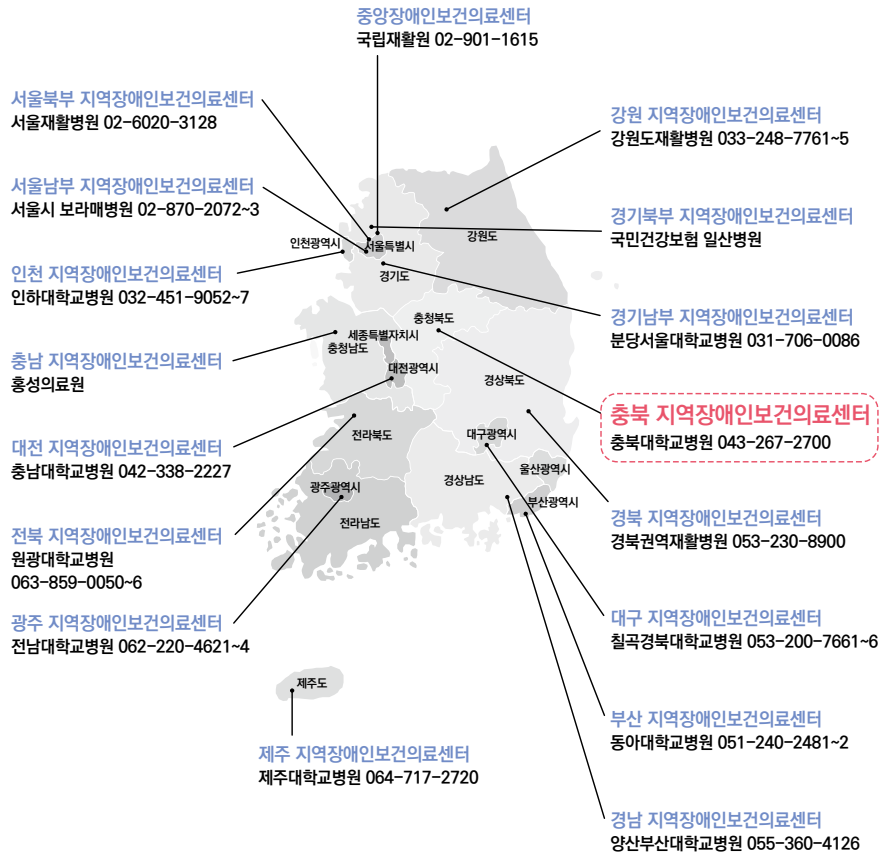 중앙장애인보건의료센터
국립재활원 02-901-1615
서울북부 지역장애인보건의료센터
서울재활병원 02-6020-3128
서울남부 지역장애인보건의료센터
서울시 보라매병원 02-870-2072~3
인천 지역장애인보건의료센터
인하대학교병원 032-451-9052~7
충남 지역장애인보건의료센터
홍성의료원
대전 지역장애인보건의료센터
충남대학교병원 042-338-2227
전북 지역장애인보건의료센터
원광대학교병원
063-859-0050~6
광주 지역장애인보건의료센터
전남대학교병원 062-220-4621~4
제주 지역장애인보건의료센터
제주대학교병원 064-717-2720
인천광역시
서울특별시
경기도
강원도
충청북도
세종특별자치시
충청남도
대전광역시
경상북도
전라북도
대구광역시
울산광역시
경상남도
부산광역시
광주광역시
전라남도
제주도
강원 지역장애인보건의료센터
강원도재활병원 033-248-7761~5
경기북부 지역장애인보건의료센터
국민건강보험 일산병원
경기남부 지역장애인보건의료센터
분당서울대학교병원 031-706-0086
충북 지역장애인보건의료센터
충북대학교병원 043-267-2700
경북 지역장애인보건의료센터
경북권역재활병원 053-230-8900
대구 지역장애인보건의료센터
칠곡경북대학교병원 053-200-7661~6
부산 지역장애인보건의료센터
동아대학교병원 051-240-2481~2
경남 지역장애인보건의료센터
양산부산대학교병원 055-360-4126